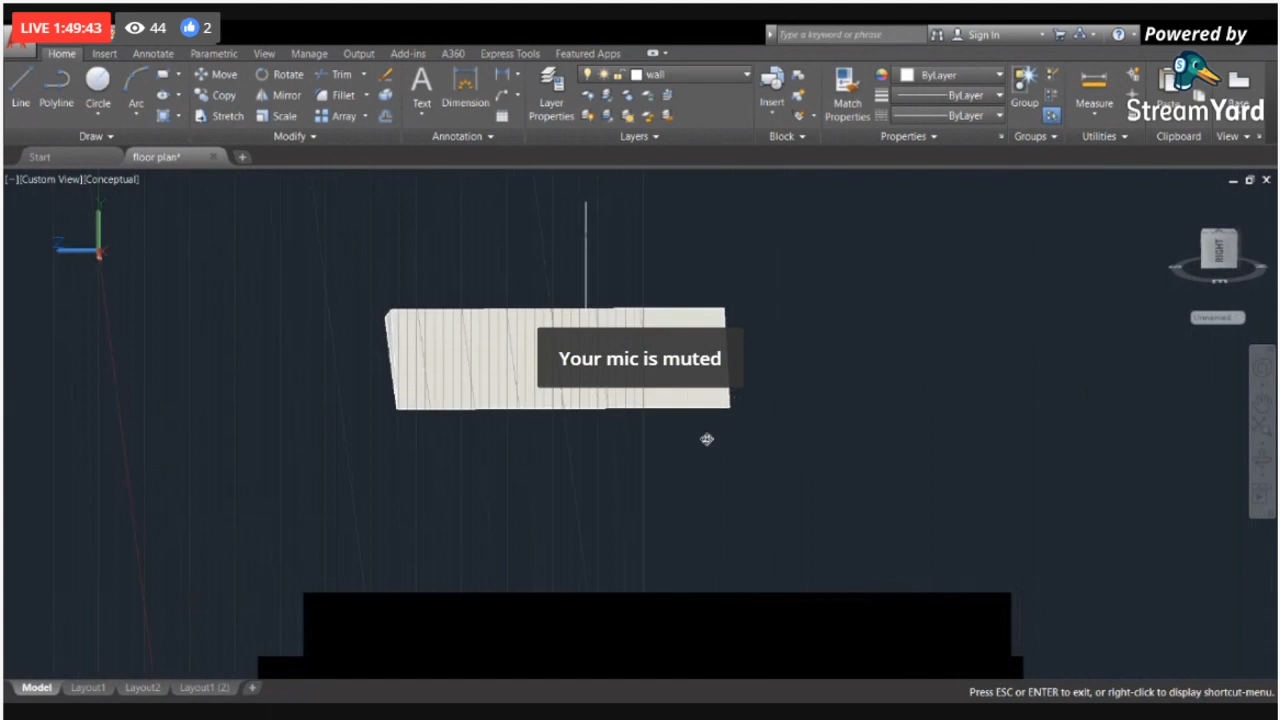 LIVE 1:49:43 44 2
Type a keyword or phrase Sign In
Powered by
StreamYard
Home Insert Annotate Parametric View Manage Output Add-ins A360 Express Tools Featured Apps
Line Polyline Circle Arc
Move Rotate Trim
Copy Mirror Fillet
Stretch Scale Array
Text Dimension
Layer Properties
wall
Insert
Match Properties
ByLayer
ByLayer
ByLayer
Group
Measure
Paste
Base
Draw Modify Annotation Layers Block Properties Groups Utilities Clipboard View
Start floor plan*
[−][Custom View][Conceptual]
Y
Z
X
RIGHT
Unnamed
Your mic is muted
Model Layout1 Layout2 Layout1 (2)
Press ESC or ENTER to exit, or right-click to display shortcut-menu.